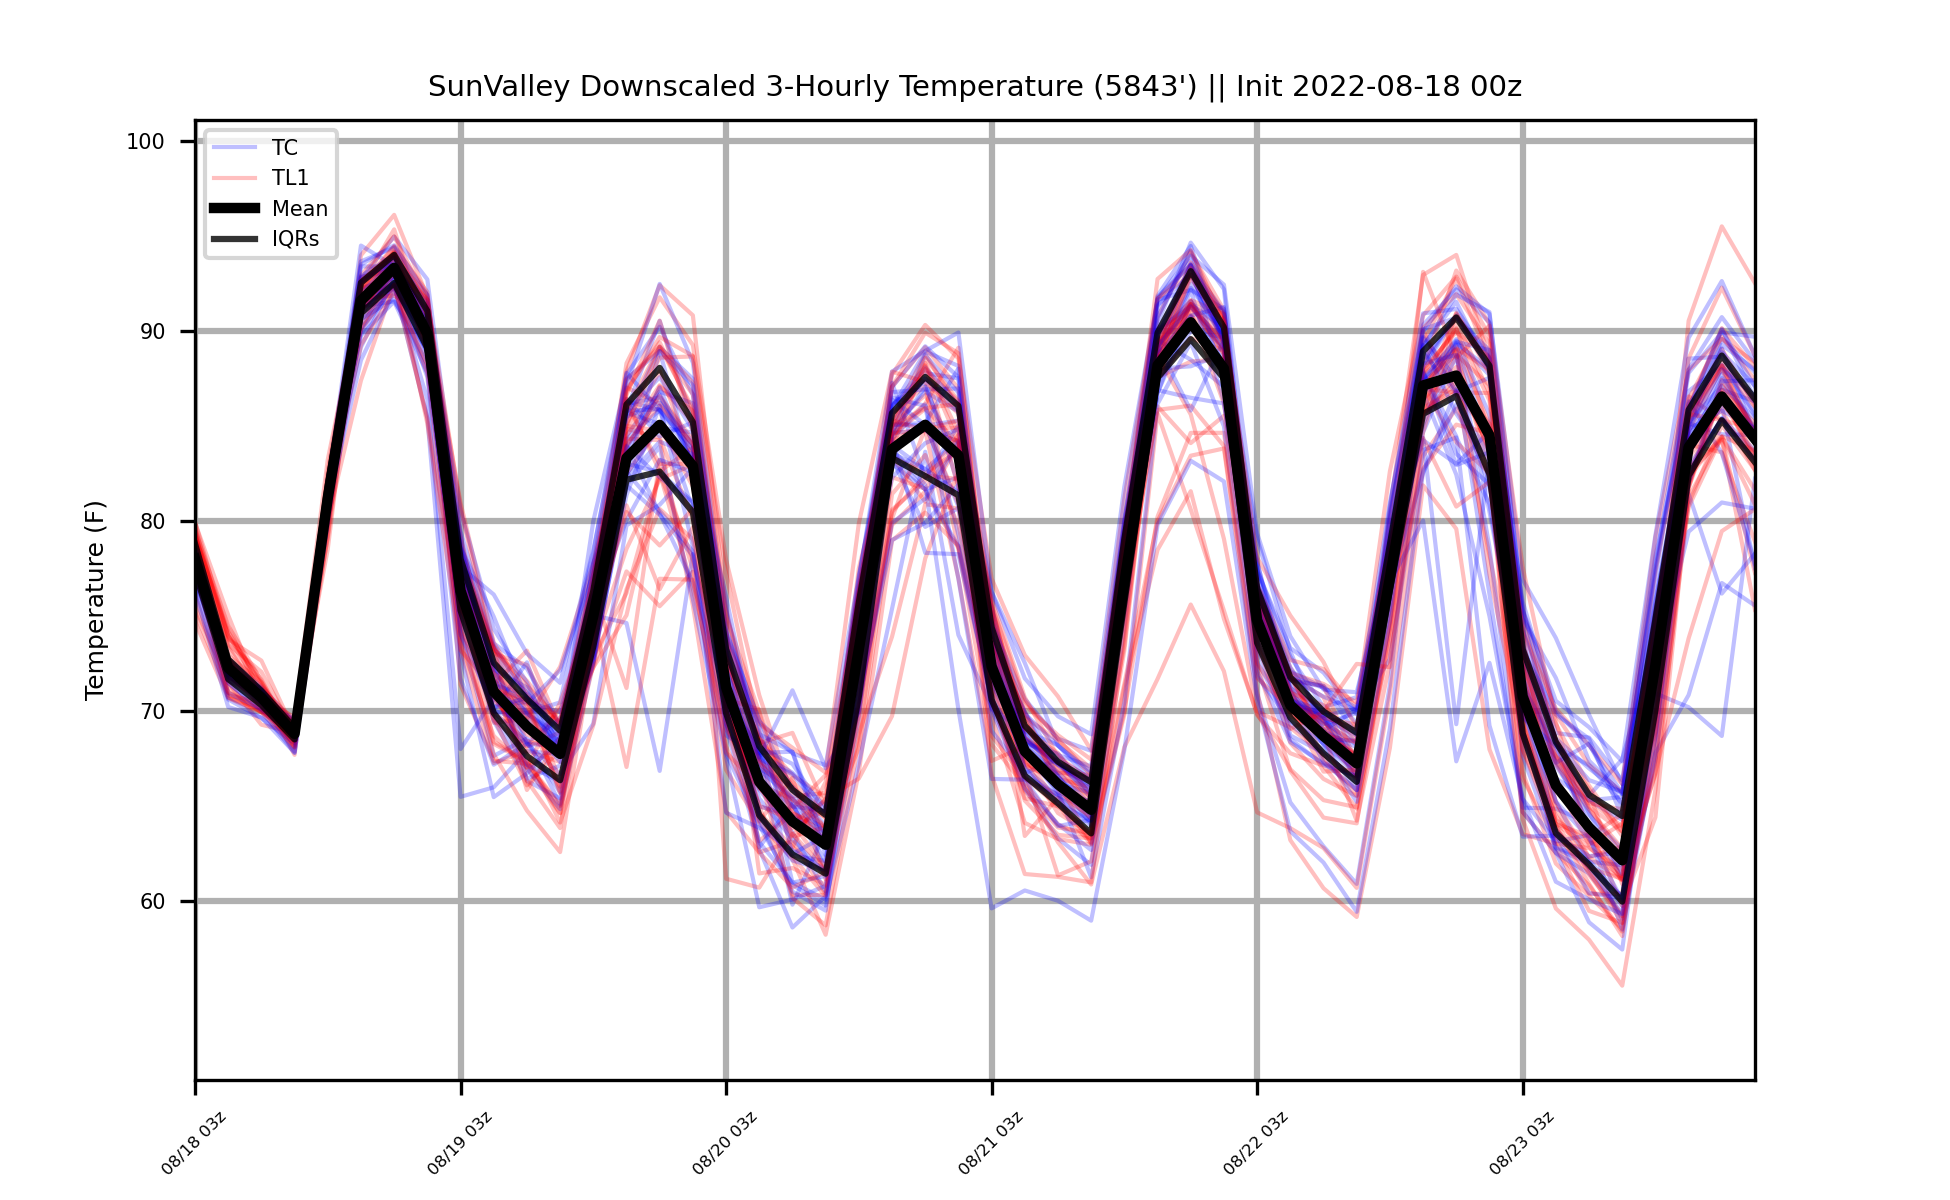 SunValley Downscaled 3-Hourly Temperature (5843') || Init 2022-08-18 00z
100
90
80
70
60
Temperature (F)
TC
TL1
Mean
IQRs
08/18 03z
08/19 03z
08/20 03z
08/21 03z
08/22 03z
08/23 03z